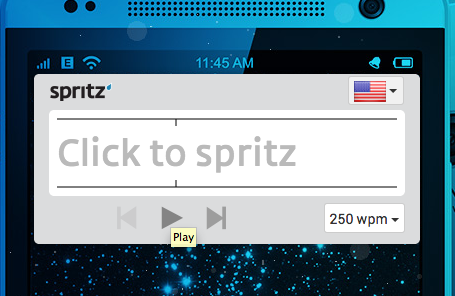 E
11:45 AM
spritz
Click to spritz
Play
250 wpm